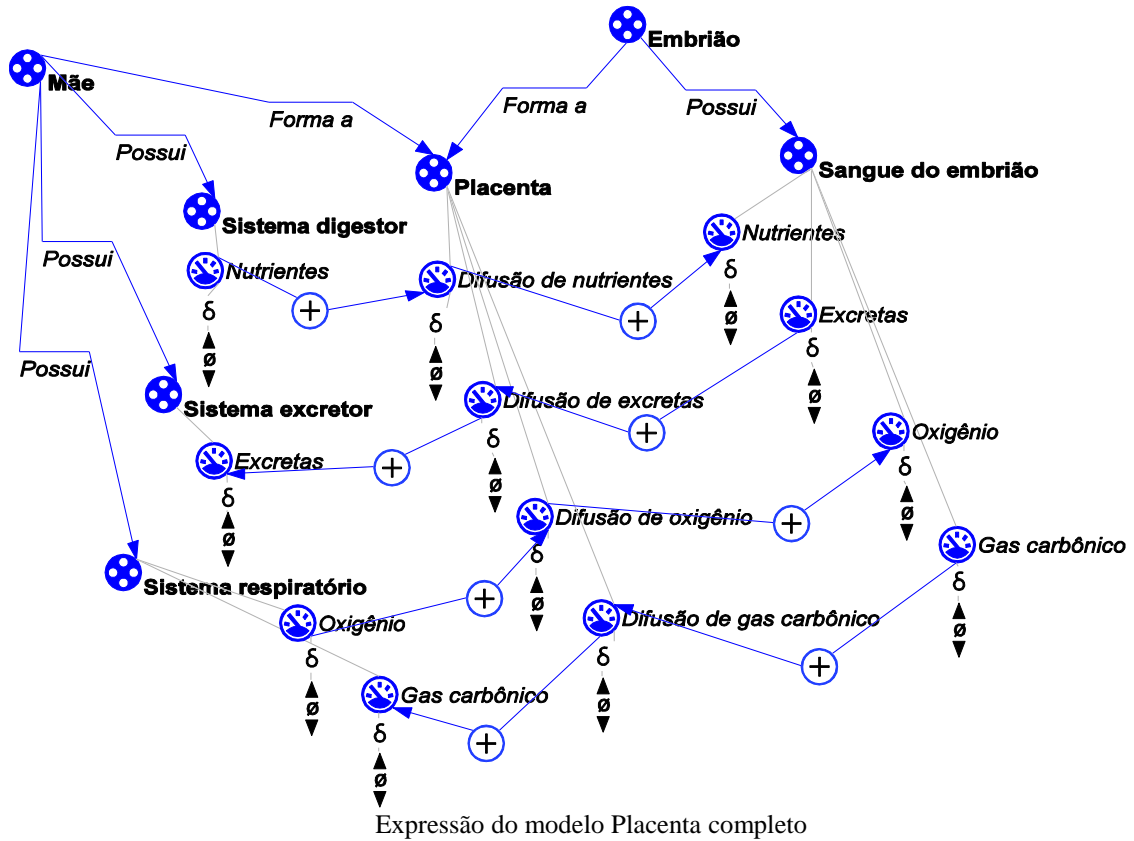 Embrião
Mãe
Forma a
Forma a
Possui
Possui
Sangue do embrião
Placenta
Sistema digestor
Nutrientes
Possui
Nutrientes
Difusão de nutrientes
δ
δ
Excretas
δ
ø
ø
δ
ø
Possui
ø
Sistema excretor
Difusão de excretas
Oxigênio
δ
Excretas
δ
ø
δ
ø
Difusão de oxigênio
ø
Gas carbônico
δ
Sistema respiratório
δ
ø
Oxigênio
Difusão de gas carbônico
ø
δ
δ
ø
Gas carbônico
ø
δ
ø
Expressão do modelo Placenta completo